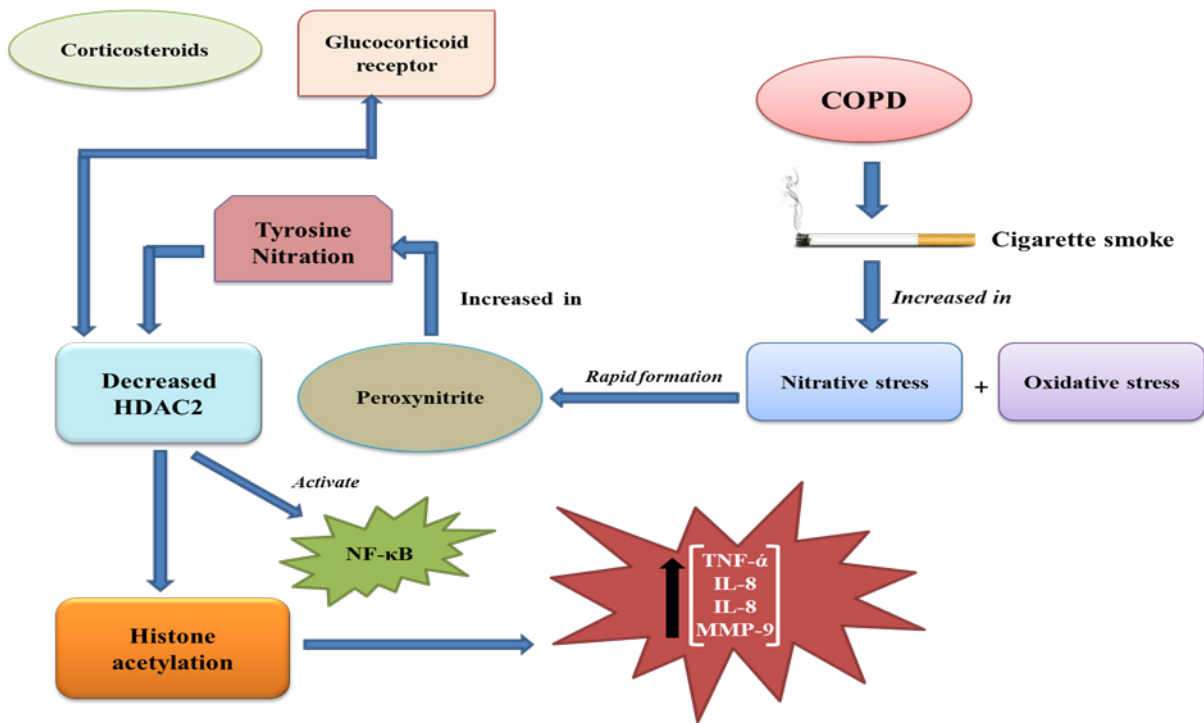 Corticosteroids
Glucocorticoid
receptor
COPD
Cigarette smoke
Tyrosine
Nitration
Increased in
Increased in
Decreased
HDAC2
Peroxynitrite
Rapid formation
Nitrative stress
+
Oxidative stress
Activate
NF-κB
TNF-ά
IL-8
IL-8
MMP-9
Histone
acetylation